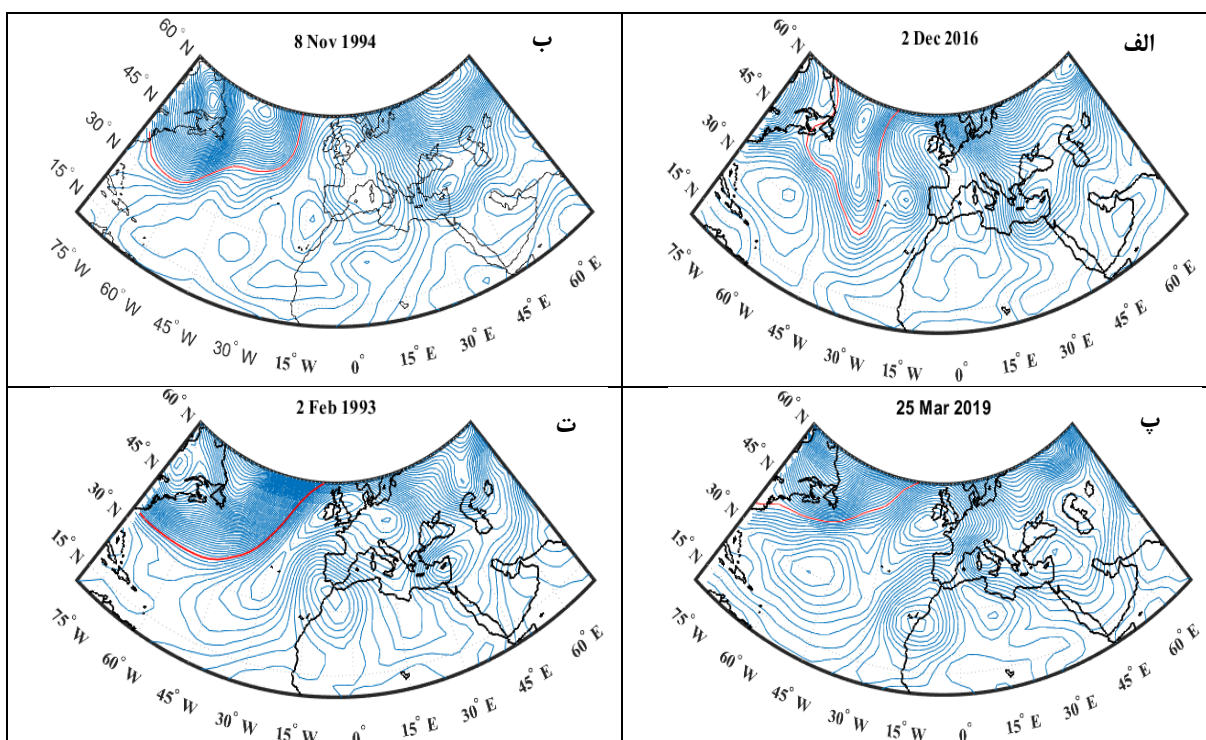 الف
2 Dec 2016
60° N
45° N
30° N
15° N
75° W
60° W
45° W
30° W
15° W
0°
15° E
30° E
45° E
60° E
ب
8 Nov 1994
60° N
45° N
30° N
15° N
75° W
60° W
45° W
30° W
15° W
0°
15° E
30° E
45° E
60° E
پ
25 Mar 2019
60° N
45° N
30° N
15° N
75° W
60° W
45° W
30° W
15° W
0°
15° E
30° E
45° E
60° E
ت
2 Feb 1993
60° N
45° N
30° N
15° N
75° W
60° W
45° W
30° W
15° W
0°
15° E
30° E
45° E
60° E